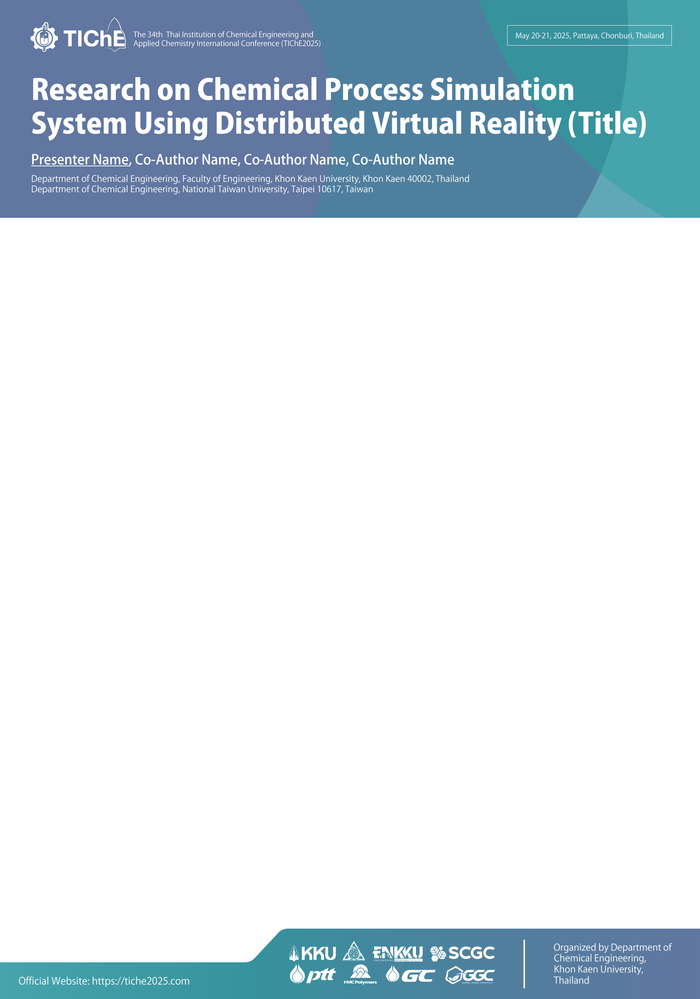 TIChE
The 34th  Thai Institution of Chemical Engineering and
Applied Chemistry International Conference (TIChE2025)
May 20-21, 2025, Pattaya, Chonburi, Thailand
Research on Chemical Process Simulation
System Using Distributed Virtual Reality (Title)
Presenter Name, Co-Author Name, Co-Author Name, Co-Author Name
Department of Chemical Engineering, Faculty of Engineering, Khon Kaen University, Khon Kaen 40002, Thailand
Department of Chemical Engineering, National Taiwan University, Taipei 10617, Taiwan
KKU
ENKKU
ENGINEERING KHON KAEN UNIVERSITY
SCGC
ptt
HMC Polymers
GC
GGC
GLOBAL GREEN CHEMICALS
Organized by Department of
Chemical Engineering,
Khon Kaen University,
Thailand
Official Website: https://tiche2025.com